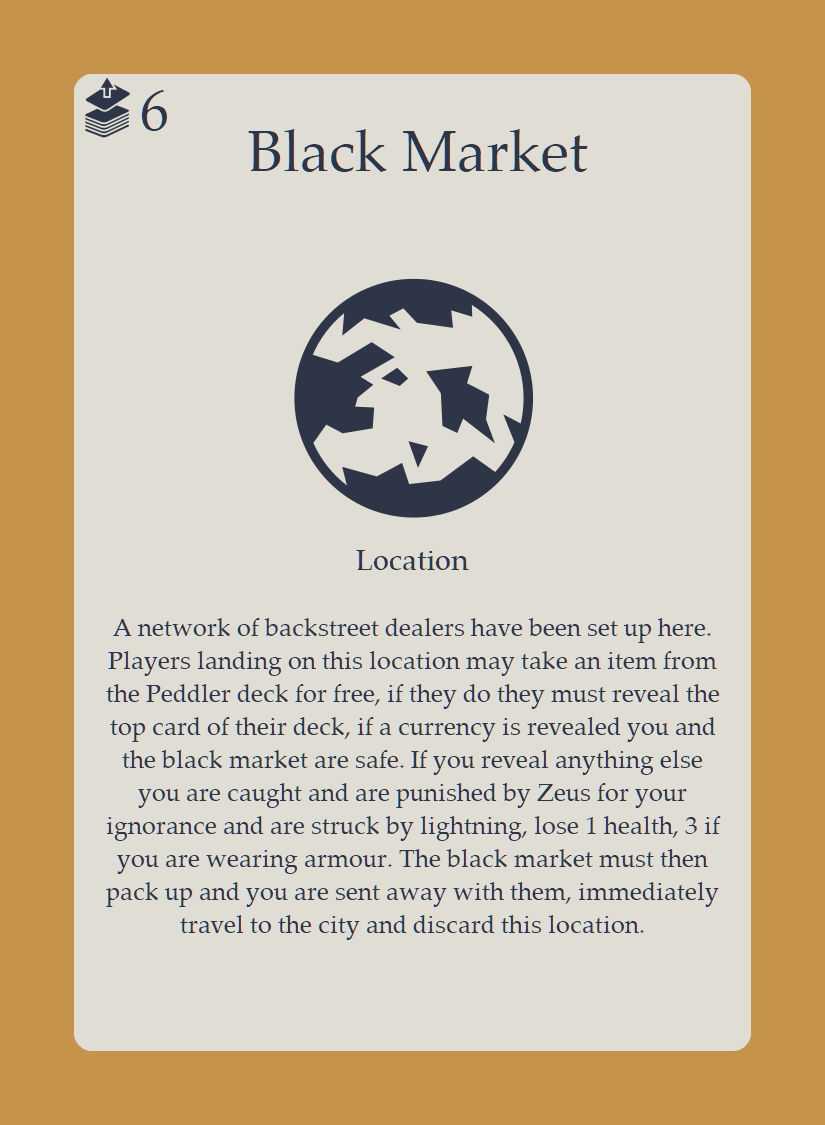 6
Black Market
Location
A network of backstreet dealers have been set up here.
Players landing on this location may take an item from
the Peddler deck for free, if they do they must reveal the
top card of their deck, if a currency is revealed you and
the black market are safe. If you reveal anything else
you are caught and are punished by Zeus for your
ignorance and are struck by lightning, lose 1 health, 3 if
you are wearing armour. The black market must then
pack up and you are sent away with them, immediately
travel to the city and discard this location.